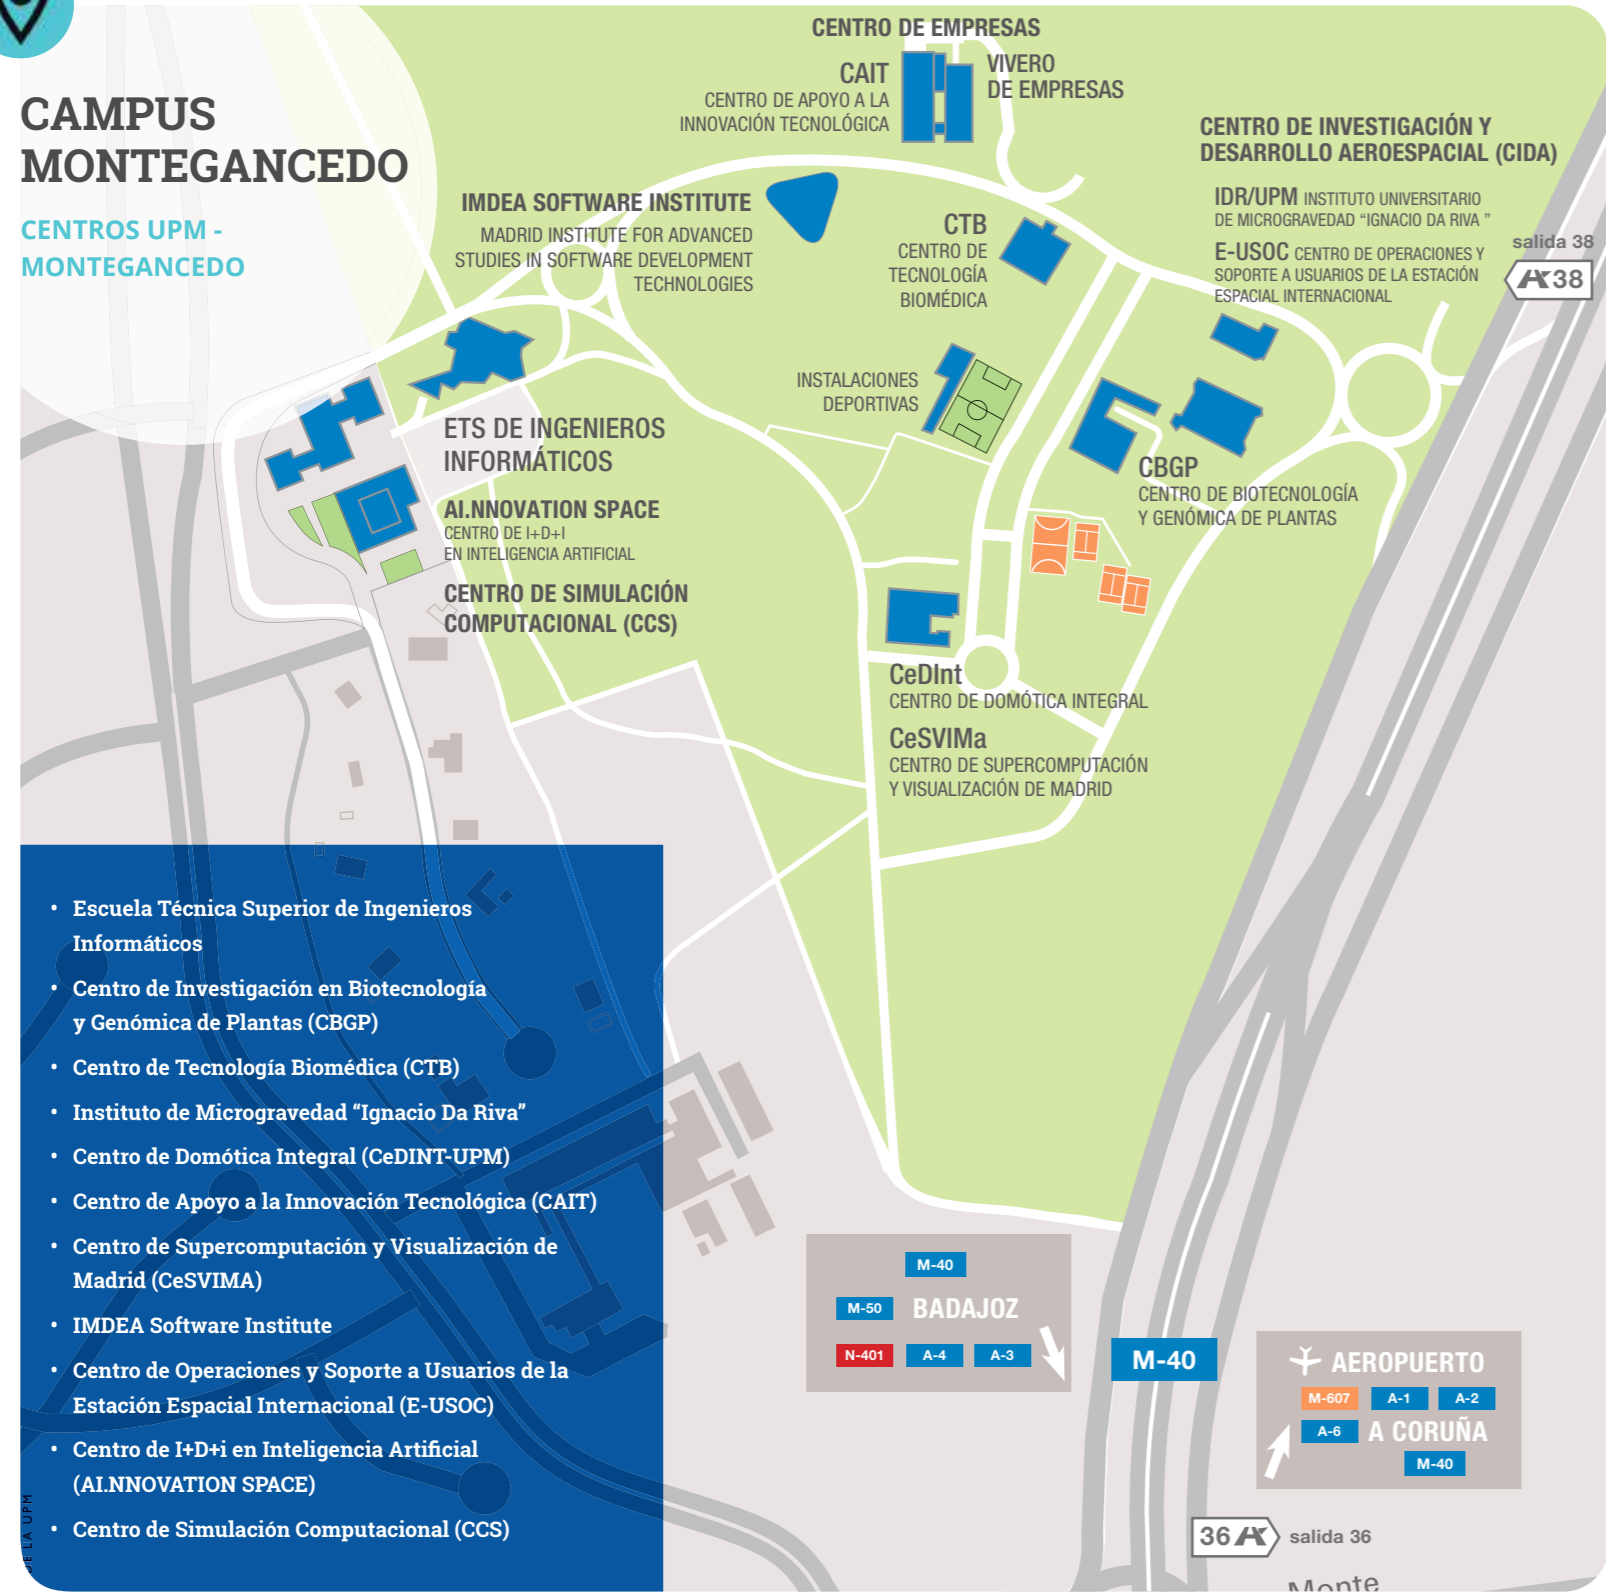 CAMPUS
MONTEGANCEDO
CENTROS UPM -
MONTEGANCEDO
CENTRO DE EMPRESAS
CAIT
CENTRO DE APOYO A LA
INNOVACIÓN TECNOLÓGICA
VIVERO
DE EMPRESAS
CENTRO DE INVESTIGACIÓN Y
DESARROLLO AEROESPACIAL (CIDA)
IDR/UPM INSTITUTO UNIVERSITARIO
DE MICROGRAVEDAD “IGNACIO DA RIVA ”
E-USOC CENTRO DE OPERACIONES Y
SOPORTE A USUARIOS DE LA ESTACIÓN
ESPACIAL INTERNACIONAL
salida 38
38
IMDEA SOFTWARE INSTITUTE
MADRID INSTITUTE FOR ADVANCED
STUDIES IN SOFTWARE DEVELOPMENT
TECHNOLOGIES
CTB
CENTRO DE
TECNOLOGÍA
BIOMÉDICA
INSTALACIONES
DEPORTIVAS
ETS DE INGENIEROS
INFORMÁTICOS
AI.NNOVATION SPACE
CENTRO DE I+D+I
EN INTELIGENCIA ARTIFICIAL
CENTRO DE SIMULACIÓN
COMPUTACIONAL (CCS)
CBGP
CENTRO DE BIOTECNOLOGÍA
Y GENÓMICA DE PLANTAS
CeDInt
CENTRO DE DOMÓTICA INTEGRAL
CeSVIMa
CENTRO DE SUPERCOMPUTACIÓN
Y VISUALIZACIÓN DE MADRID
• Escuela Técnica Superior de Ingenieros
Informáticos
• Centro de Investigación en Biotecnología
y Genómica de Plantas (CBGP)
• Centro de Tecnología Biomédica (CTB)
• Instituto de Microgravedad “Ignacio Da Riva”
• Centro de Domótica Integral (CeDINT-UPM)
• Centro de Apoyo a la Innovación Tecnológica (CAIT)
• Centro de Supercomputación y Visualización de
Madrid (CeSVIMA)
• IMDEA Software Institute
• Centro de Operaciones y Soporte a Usuarios de la
Estación Espacial Internacional (E-USOC)
• Centro de I+D+i en Inteligencia Artificial
(AI.NNOVATION SPACE)
• Centro de Simulación Computacional (CCS)
DE LA UPM
M-40
M-50 BADAJOZ
N-401 A-4 A-3
M-40
AEROPUERTO
M-607 A-1 A-2
A-6 A CORUÑA
M-40
36
salida 36
Monte